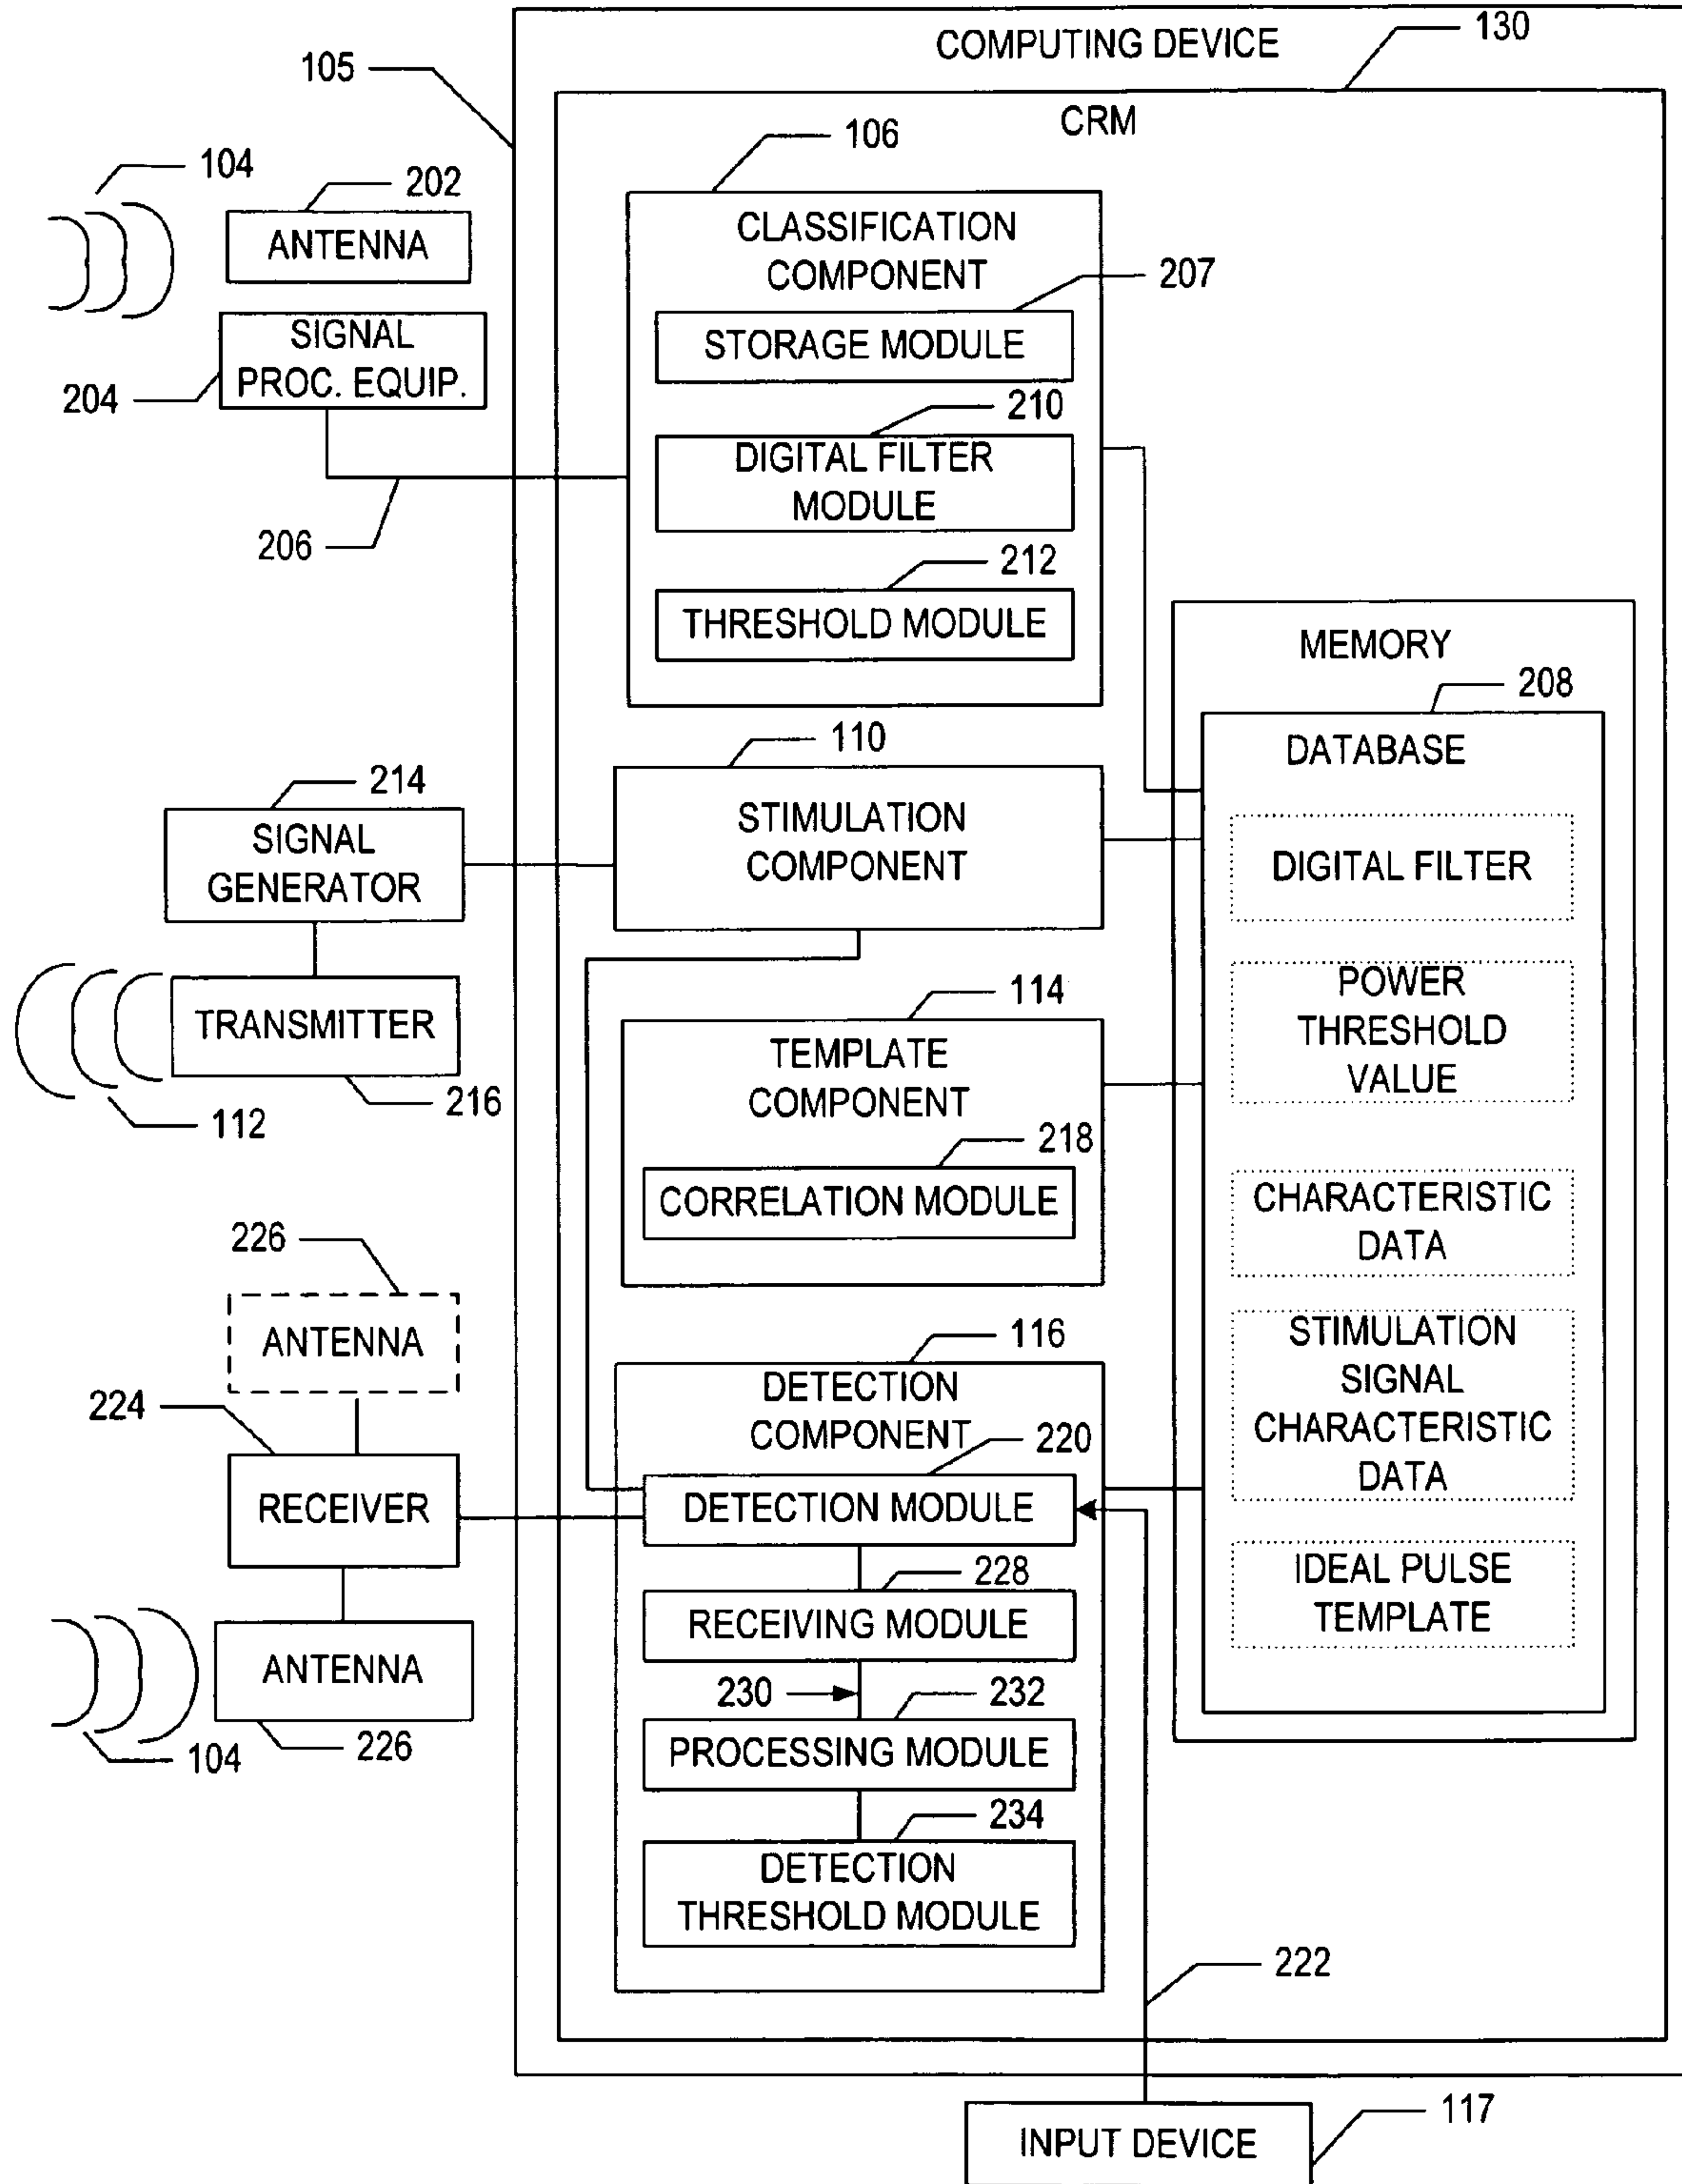 COMPUTING DEVICE
130
105
CRM
106
104
202
ANTENNA
CLASSIFICATION
COMPONENT
207
SIGNAL
PROC. EQUIP.
204
STORAGE MODULE
210
DIGITAL FILTER
MODULE
206
212
THRESHOLD MODULE
MEMORY
208
DATABASE
110
214
SIGNAL
GENERATOR
STIMULATION
COMPONENT
DIGITAL FILTER
POWER
THRESHOLD
VALUE
114
TRANSMITTER
216
112
TEMPLATE
COMPONENT
218
CORRELATION MODULE
CHARACTERISTIC
DATA
226
ANTENNA
116
DETECTION
COMPONENT
STIMULATION
SIGNAL
CHARACTERISTIC
DATA
224
220
RECEIVER
DETECTION MODULE
IDEAL PULSE
TEMPLATE
228
RECEIVING MODULE
ANTENNA
226
104
230
232
PROCESSING MODULE
234
DETECTION
THRESHOLD MODULE
222
117
INPUT DEVICE